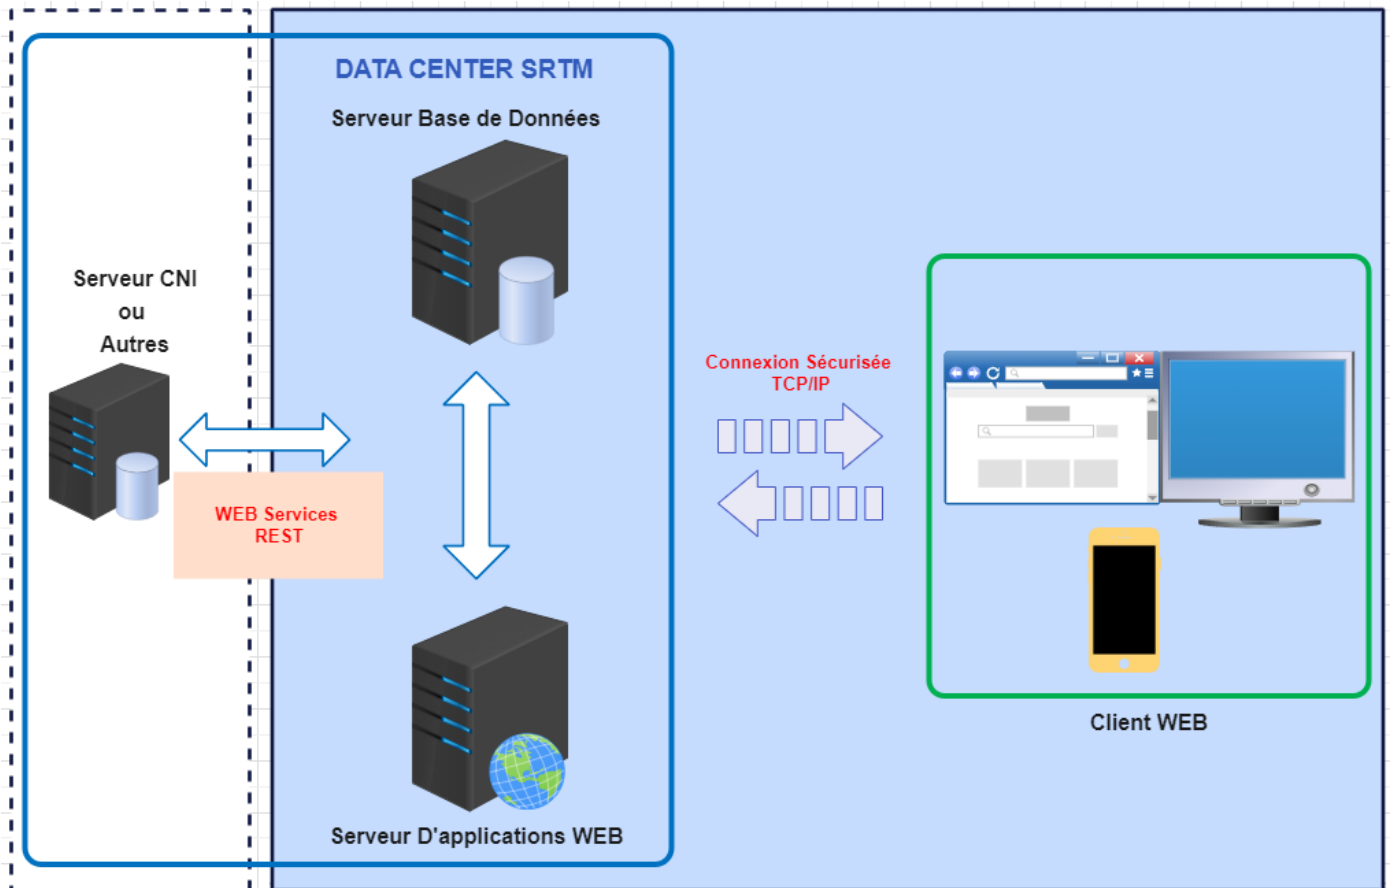 DATA CENTER SRTM
Serveur Base de Données
Serveur CNI
ou
Autres
WEB Services
REST
Connexion Sécurisée
TCP/IP
Client WEB
Serveur D'applications WEB